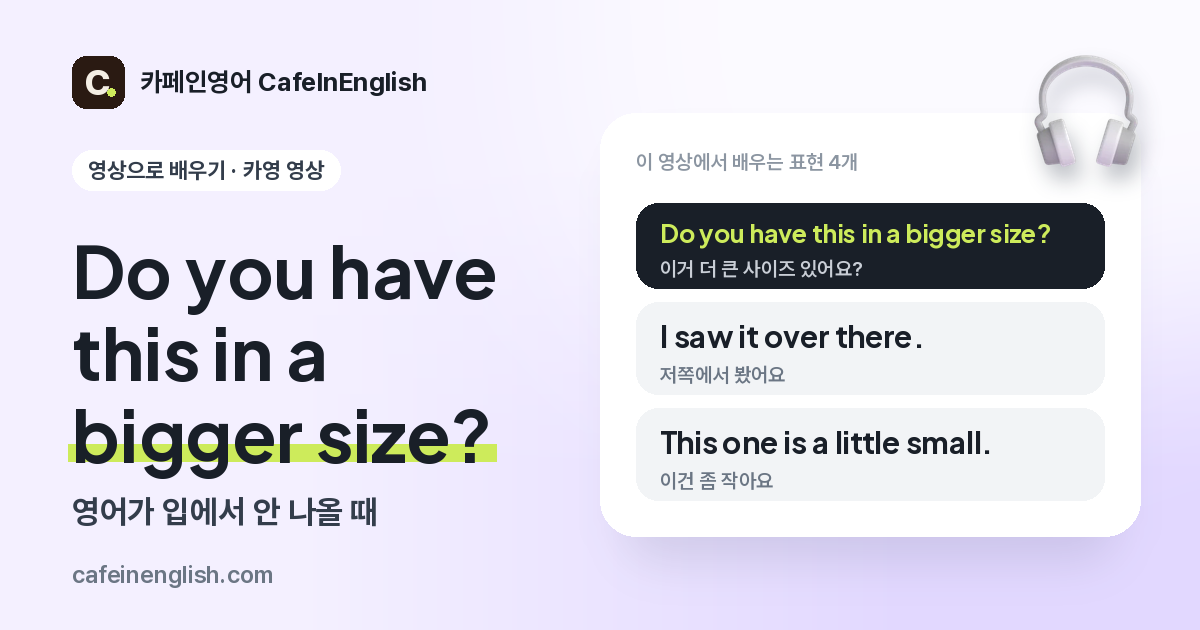 C
카페인영어 CafeInEnglish
영상으로 배우기 · 카영 영상
Do you have
this in a
bigger size?
영어가 입에서 안 나올 때
cafeinenglish.com
이 영상에서 배우는 표현 4개
Do you have this in a bigger size?
이거 더 큰 사이즈 있어요?
I saw it over there.
저쪽에서 봤어요
This one is a little small.
이건 좀 작아요